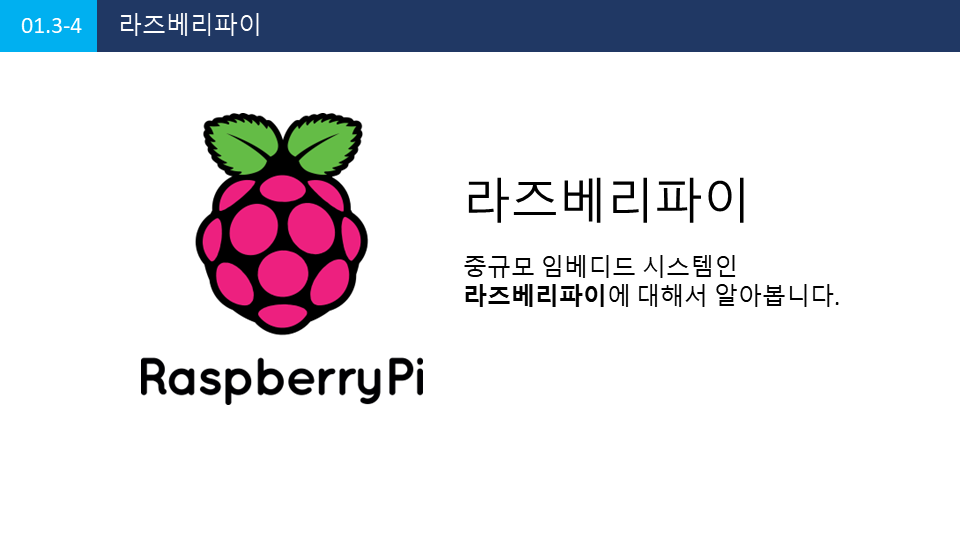 01.3-4 라즈베리파이
라즈베리파이
중규모 임베디드 시스템인
라즈베리파이에 대해서 알아봅니다.
RaspberryPi